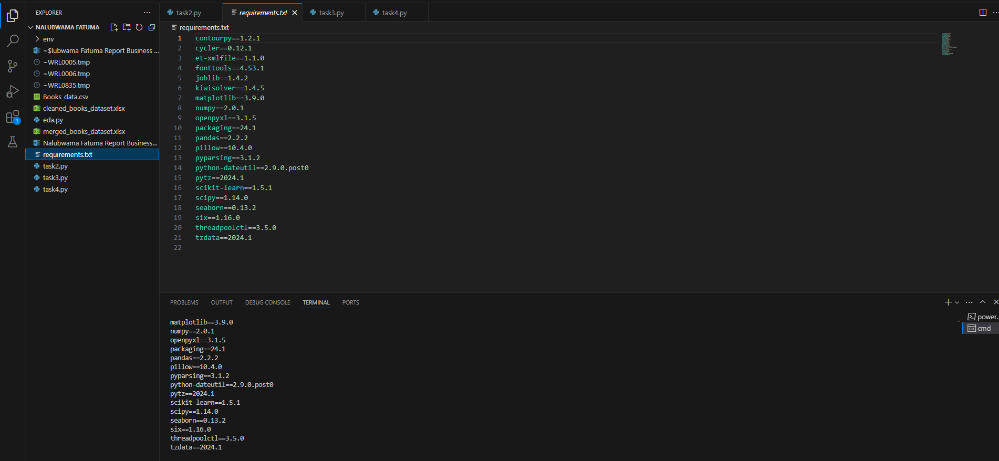 EXPLORER
NALUBWAMA FATUMA
env
~$lubwama Fatuma Report Business ...
~WRL0005.tmp
~WRL0006.tmp
~WRL0835.tmp
Books_data.csv
cleaned_books_dataset.xlsx
eda.py
merged_books_dataset.xlsx
Nalubwama Fatuma Report Business...
requirements.txt
task2.py
task3.py
task4.py
1
task2.py
requirements.txt
task3.py
task4.py
requirements.txt
1 contourpy==1.2.1
2 cycler==0.12.1
3 et-xmlfile==1.1.0
4 fonttools==4.53.1
5 joblib==1.4.2
6 kiwisolver==1.4.5
7 matplotlib==3.9.0
8 numpy==2.0.1
9 openpyxl==3.1.5
10 packaging==24.1
11 pandas==2.2.2
12 pillow==10.4.0
13 pyparsing==3.1.2
14 python-dateutil==2.9.0.post0
15 pytz==2024.1
16 scikit-learn==1.5.1
17 scipy==1.14.0
18 seaborn==0.13.2
19 six==1.16.0
20 threadpoolctl==3.5.0
21 tzdata==2024.1
22
PROBLEMS OUTPUT DEBUG CONSOLE TERMINAL PORTS
matplotlib==3.9.0
numpy==2.0.1
openpyxl==3.1.5
packaging==24.1
pandas==2.2.2
pillow==10.4.0
pyparsing==3.1.2
python-dateutil==2.9.0.post0
pytz==2024.1
scikit-learn==1.5.1
scipy==1.14.0
seaborn==0.13.2
six==1.16.0
threadpoolctl==3.5.0
tzdata==2024.1
power...
cmd